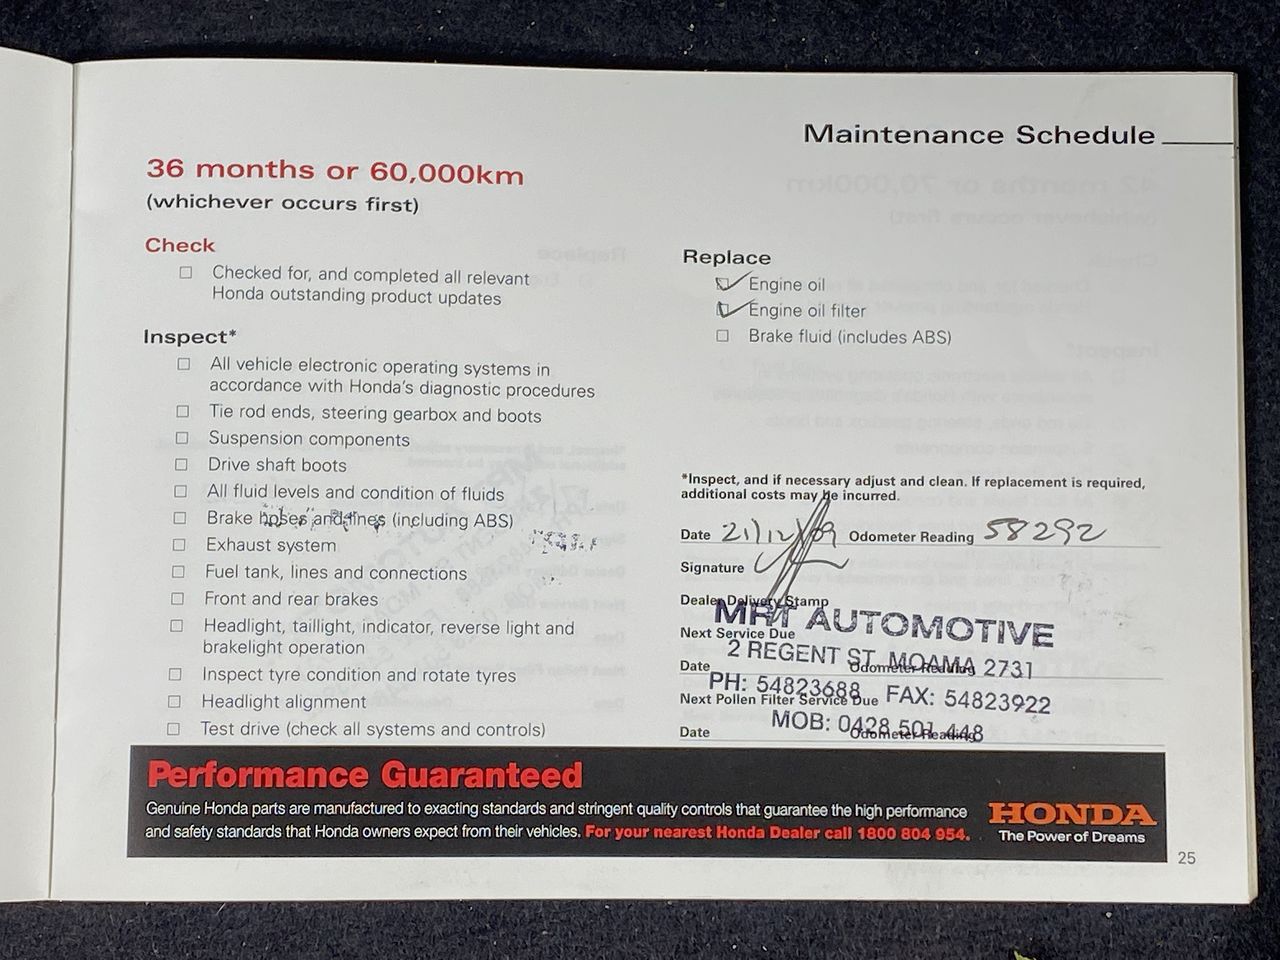 Maintenance Schedule
36 months or 60,000km
(whichever occurs first)
Check
Checked for, and completed all relevant
Honda outstanding product updates
Inspect*
All vehicle electronic operating systems in
accordance with Honda's diagnostic procedures
Tie rod ends, steering gearbox and boots
Suspension components
Drive shaft boots
All fluid levels and condition of fluids
Brake hoses and lines (including ABS)
Exhaust system
Fuel tank, lines and connections
Front and rear brakes
Headlight, taillight, indicator, reverse light and
brakelight operation
Inspect tyre condition and rotate tyres
Headlight alignment
Test drive (check all systems and controls)
Replace
Engine oil
Engine oil filter
Brake fluid (includes ABS)
*Inspect, and if necessary adjust and clean. If replacement is required,
additional costs may be incurred.
Date 21/12/09 Odometer Reading 58292
Signature
Dealer Delivery Stamp
MRT AUTOMOTIVE
Next Service Due
2 REGENT ST MOAMA 2731
Date Odometer Reading
PH: 54823688 FAX: 54823922
Next Pollen Filter Service Due
MOB: 0428 501 448
Date Odometer Reading
Performance Guaranteed
Genuine Honda parts are manufactured to exacting standards and stringent quality controls that guarantee the high performance
and safety standards that Honda owners expect from their vehicles. For your nearest Honda Dealer call 1800 804 954.
HONDA
The Power of Dreams
25